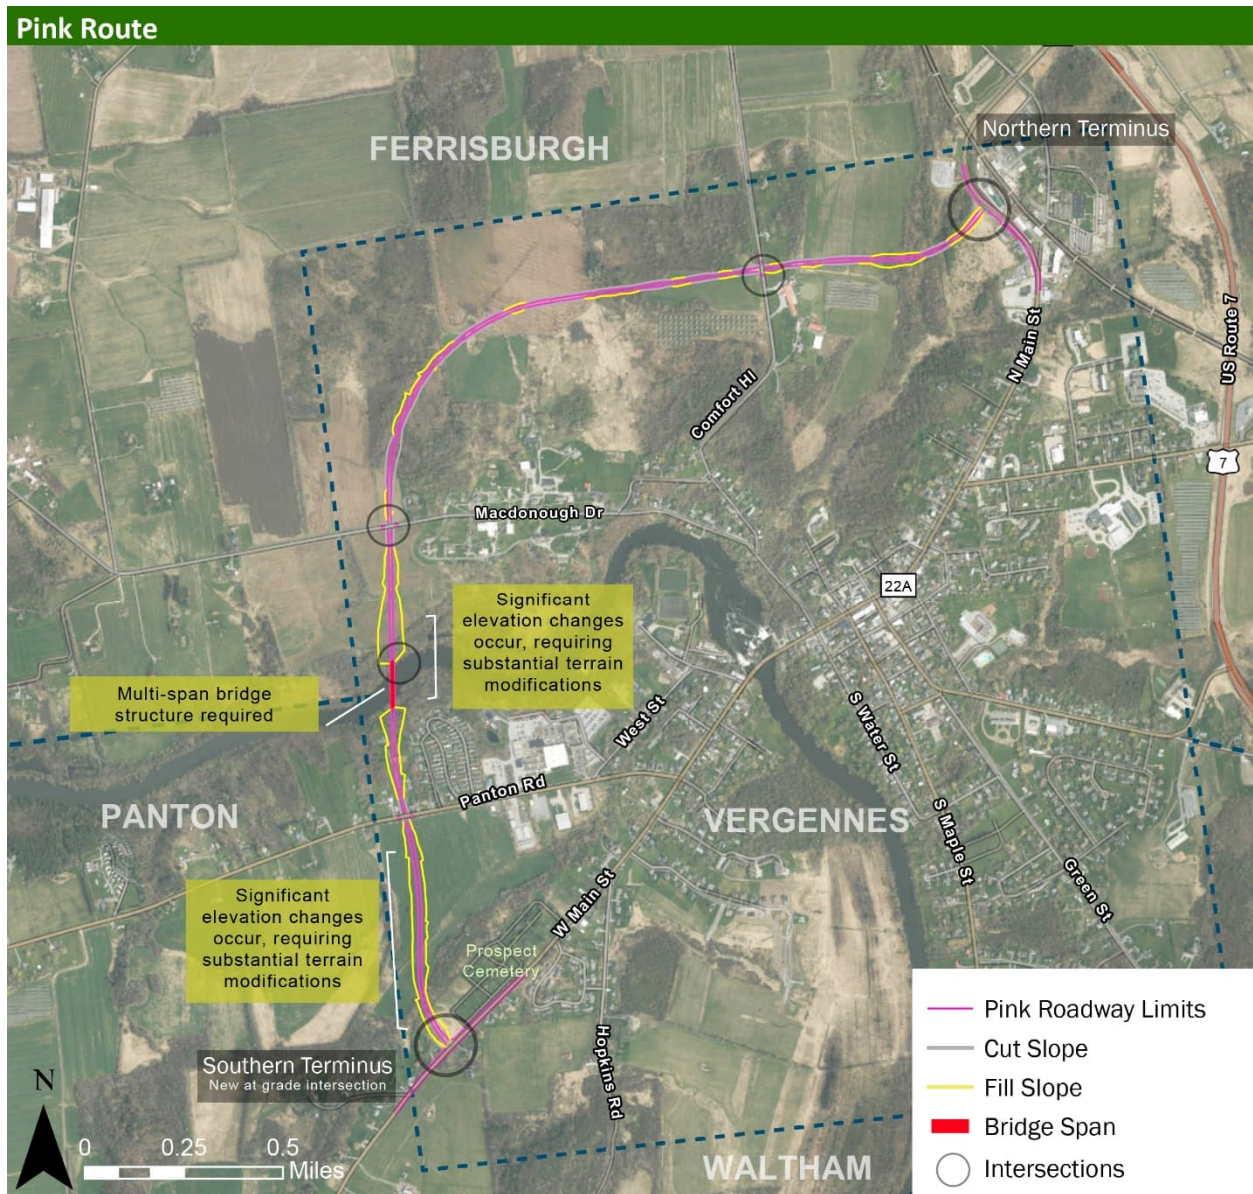 Pink Route
Northern Terminus
FERRISBURGH
N Main St
US Route 7
Comfort Hl
7
Macdonough Dr
22A
Significant
elevation changes
occur, requiring
substantial terrain
modifications
Multi-span bridge
structure required
West St
S Water St
Panton Rd
PANTON
VERGENNES
S Maple St
Green St
Significant
elevation changes
occur, requiring
substantial terrain
modifications
W Main St
Prospect
Cemetery
Hopkins Rd
Southern Terminus
New at grade intersection
N
0 0.25 0.5
Miles
WALTHAM
Pink Roadway Limits
Cut Slope
Fill Slope
Bridge Span
Intersections